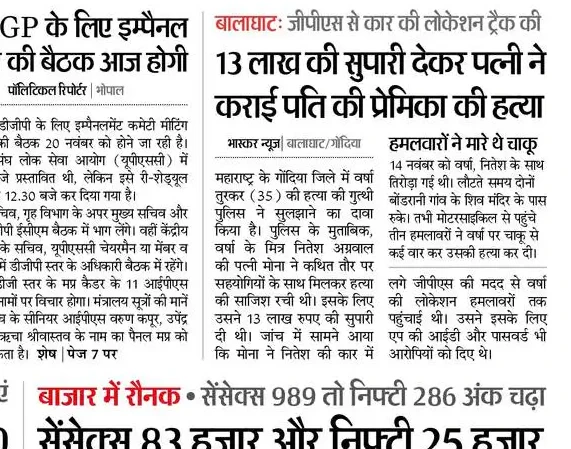 GP के लिए इम्पैनल
की बैठक आज होगी
पॉलिटिकल रिपोर्टर | भोपाल
डीजीपी के लिए इम्पैनलमेंट कमेटी मीटिंग
की बैठक 20 नवंबर को होने जा रही है।
संघ लोक सेवा आयोग (यूपीएससी) में
जे प्रस्तावित थी, लेकिन इसे री-शेड्यूल
12.30 बजे कर दिया गया है।
चिव, गृह विभाग के अपर मुख्य सचिव और
पी ईसीएम बैठक में भाग लेंगे। वहीं केंद्रीय
के सचिव, यूपीएससी चेयरमैन या मेंबर व
में डीजीपी स्तर के अधिकारी बैठक में रहेंगे।
डीजी स्तर के मप्र कैडर के 11 आईपीएस
नामों पर विचार होगा। मंत्रालय सूत्रों की मानें
व के सीनियर आईपीएस वरुण कपूर, उपेंद्र
ऋचा श्रीवास्तव के नाम का पैनल मप्र को
कता है। शेष | पेज 7 पर
बालाघाट: जीपीएस से कार की लोकेशन ट्रैक की
13 लाख की सुपारी देकर पत्नी ने
कराई पति की प्रेमिका की हत्या
भास्कर न्यूज | बालाघाट/गोंदिया
महाराष्ट्र के गोंदिया जिले में वर्षा
तुरकर (35) की हत्या की गुत्थी
पुलिस ने सुलझाने का दावा
किया है। पुलिस के मुताबिक,
वर्षा के मित्र नितेश अग्रवाल
की पत्नी मोना ने कथित तौर पर
सहयोगियों के साथ मिलकर हत्या
की साजिश रची थी। इसके लिए
उसने 13 लाख रुपए की सुपारी
दी थी। जांच में सामने आया
कि मोना ने नितेश की कार में
हमलावरों ने मारे थे चाकू
14 नवंबर को वर्षा, नितेश के साथ
तिरोड़ा गई थी। लौटते समय दोनों
बोंडरानी गांव के शिव मंदिर के पास
रुके। तभी मोटरसाइकिल से पहुंचे
तीन हमलावरों ने वर्षा पर चाकू से
कई वार कर उसकी हत्या कर दी।
लगे जीपीएस की मदद से वर्षा
की लोकेशन हमलावरों तक
पहुंचाई थी। उसने इसके लिए
एप की आईडी और पासवर्ड भी
आरोपियों को दिए थे।
बाजार में रौनक • सेंसेक्स 989 तो निफ्टी 286 अंक चढ़ा
सेंसेक्स 83 हजार और निफ्टी 25 हजार